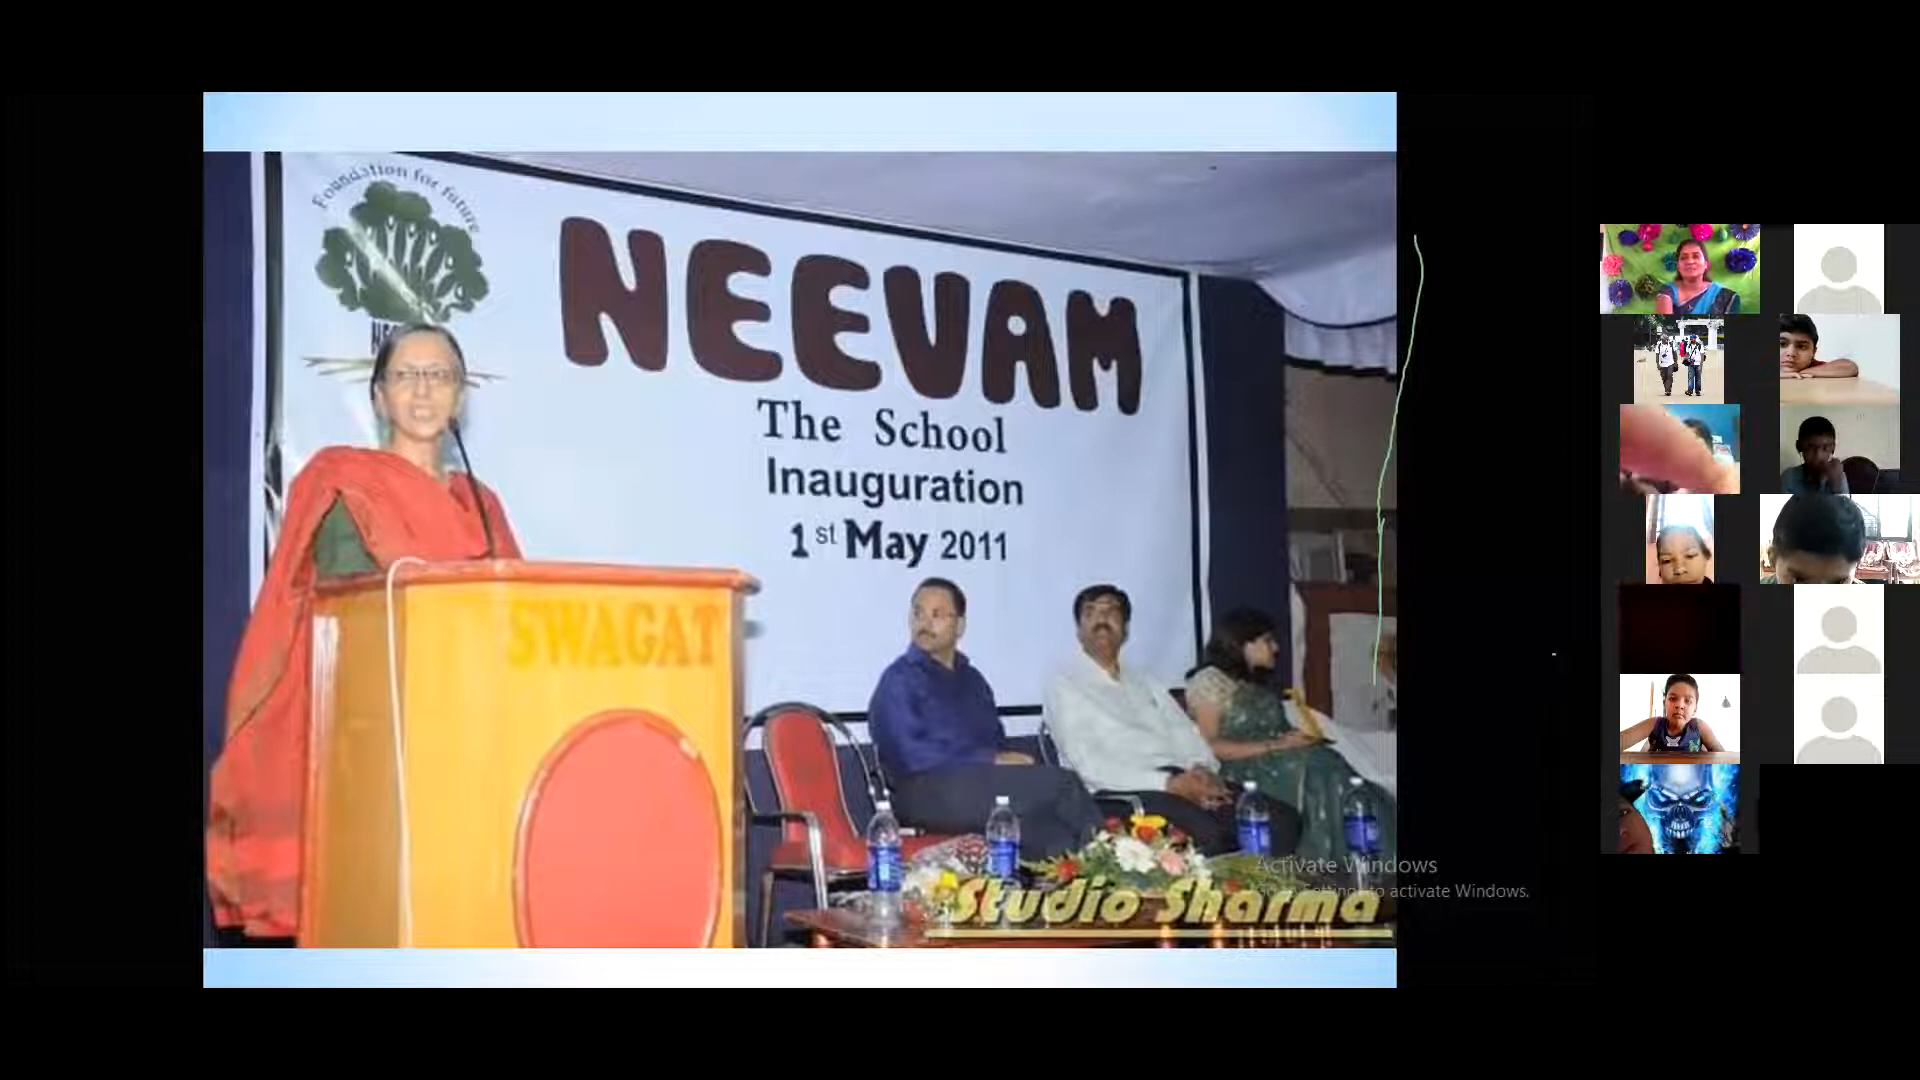 Foundation for future
NEEVAM
The School
Inauguration
1st May 2011
SWAGAT
Studio Sharma
Activate Windows
to activate Windows.